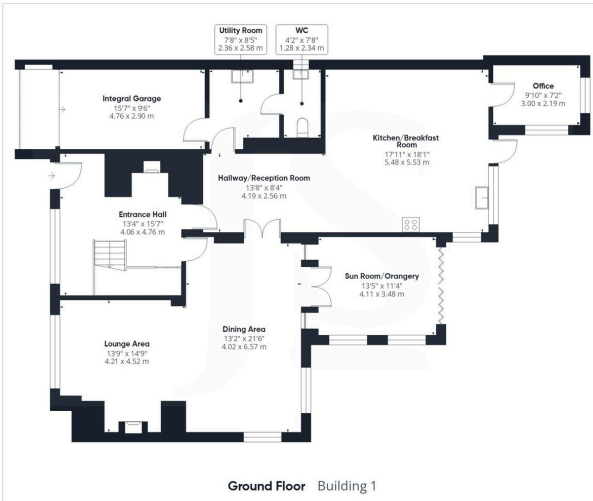 Utility Room
7'8" x 8'5"
2.36 x 2.58 m
WC
4'2" x 7'8"
1.28 x 2.34 m
Integral Garage
15'7" x 9'6"
4.76 x 2.90 m
Office
9'10" x 7'2"
3.00 x 2.19 m
Kitchen/Breakfast
Room
17'11" x 18'1"
5.48 x 5.53 m
Hallway/Reception Room
13'8" x 8'4"
4.19 x 2.56 m
Entrance Hall
13'4" x 15'7"
4.06 x 4.76 m
Sun Room/Orangery
13'5" x 11'4"
4.11 x 3.48 m
Dining Area
13'2" x 21'6"
4.02 x 6.57 m
Lounge Area
13'9" x 14'9"
4.21 x 4.52 m
Ground Floor Building 1